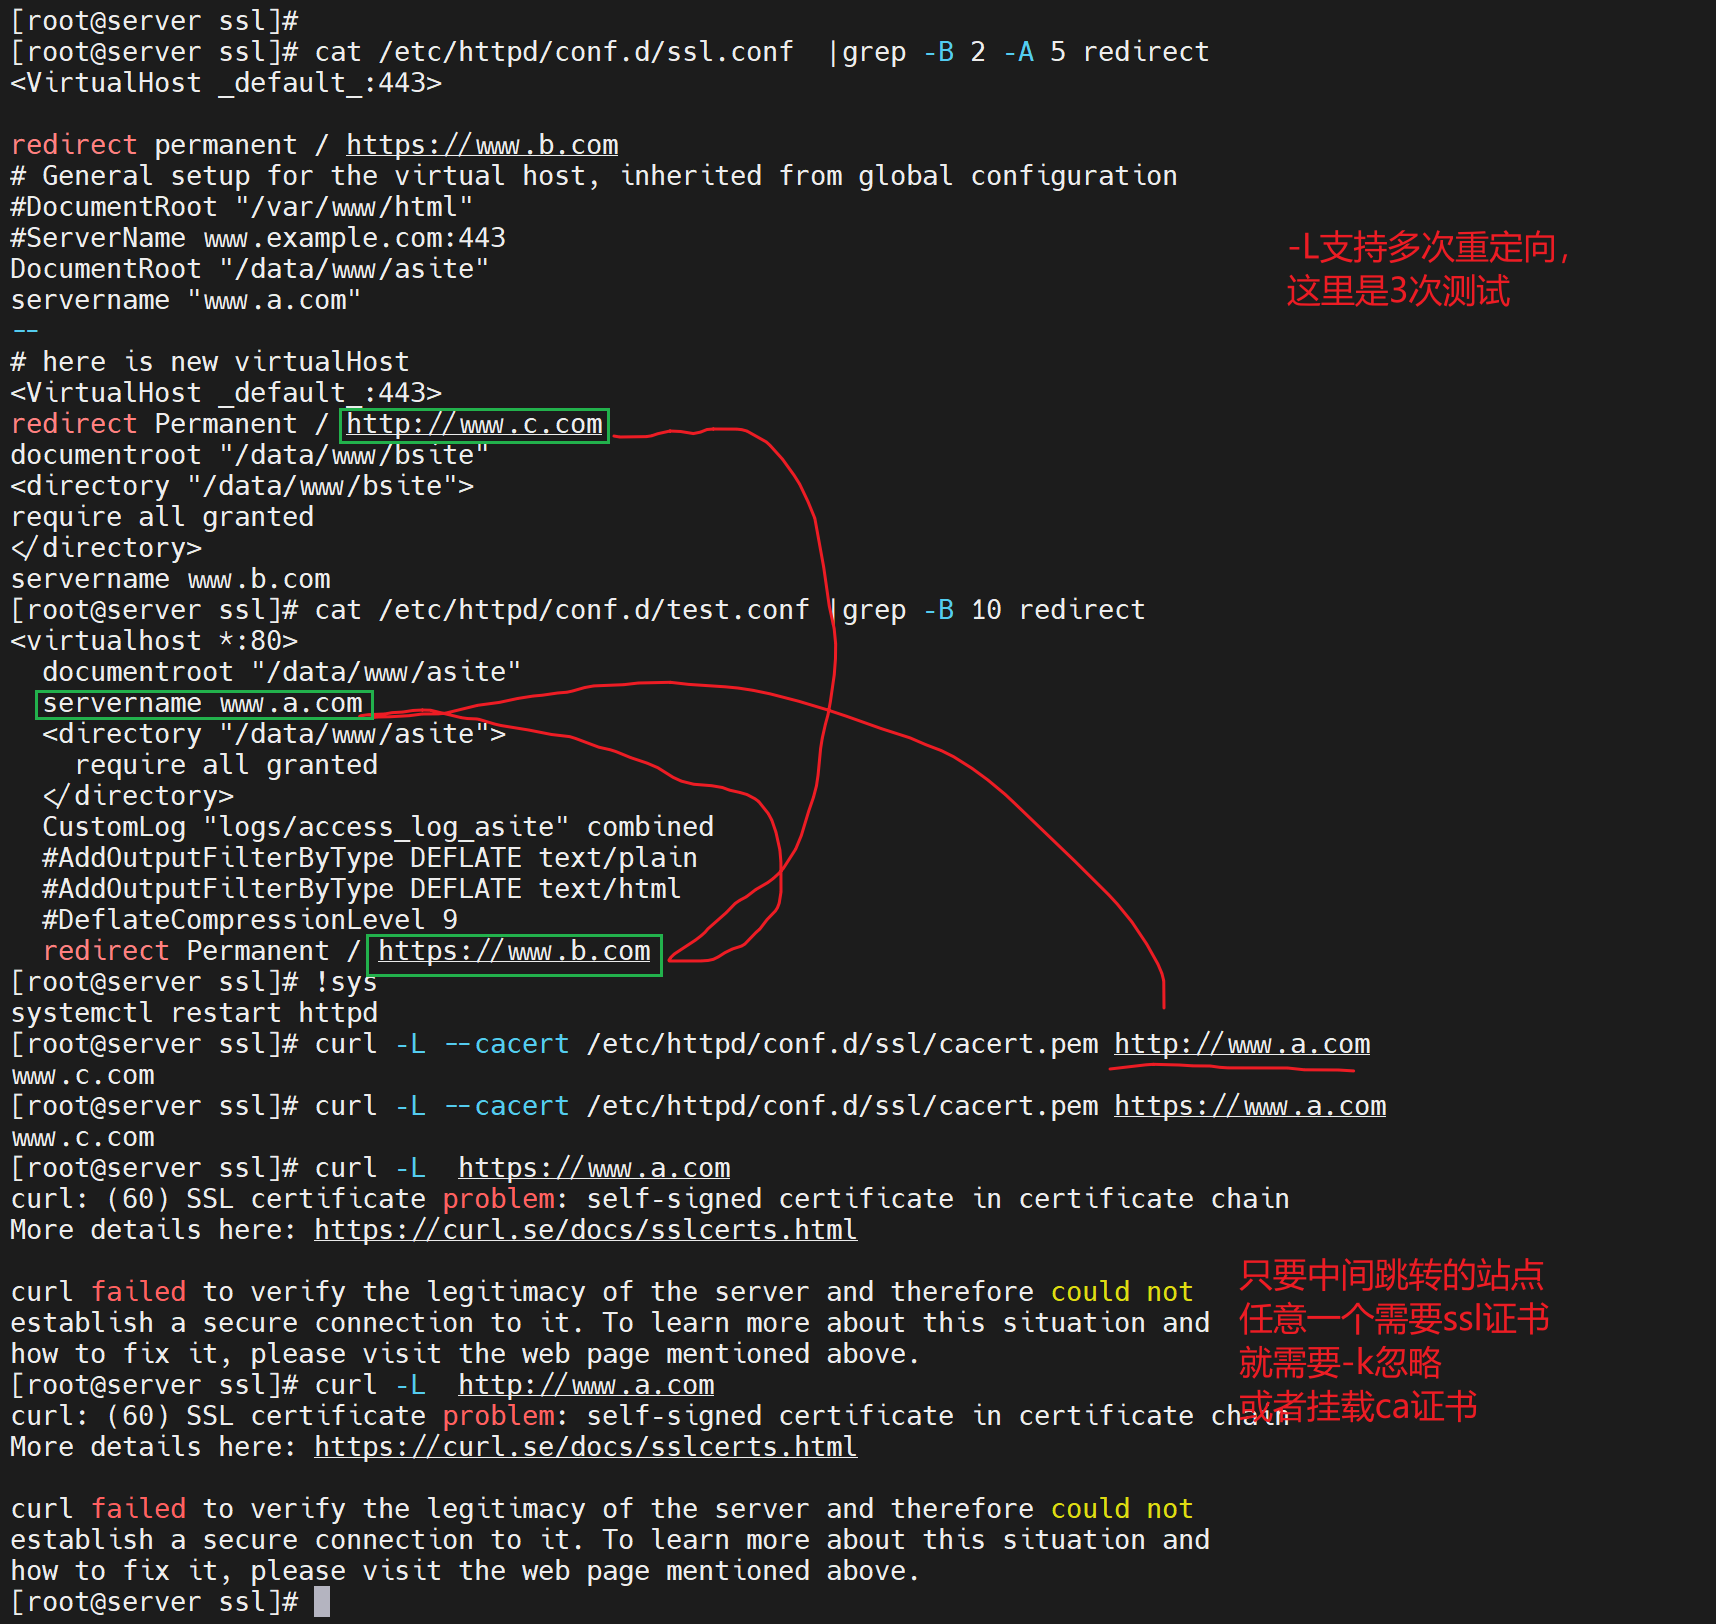 [root@server ssl]#
[root@server ssl]# cat /etc/httpd/conf.d/ssl.conf  |grep -B 2 -A 5 redirect
<VirtualHost _default_:443>
redirect permanent / https://www.b.com
# General setup for the virtual host, inherited from global configuration
#DocumentRoot "/var/www/html"
#ServerName www.example.com:443
DocumentRoot "/data/www/asite"
servername "www.a.com"
--
-L支持多次重定向，
这里是3次测试
# here is new virtualHost
<VirtualHost _default_:443>
redirect Permanent / http://www.c.com
documentroot "/data/www/bsite"
<directory "/data/www/bsite">
require all granted
</directory>
servername www.b.com
[root@server ssl]# cat /etc/httpd/conf.d/test.conf |grep -B 10 redirect
<virtualhost *:80>
  documentroot "/data/www/asite"
  servername www.a.com
  <directory "/data/www/asite">
    require all granted
  </directory>
  CustomLog "logs/access_log_asite" combined
  #AddOutputFilterByType DEFLATE text/plain
  #AddOutputFilterByType DEFLATE text/html
  #DeflateCompressionLevel 9
  redirect Permanent / https://www.b.com
[root@server ssl]# !sys
systemctl restart httpd
[root@server ssl]# curl -L --cacert /etc/httpd/conf.d/ssl/cacert.pem http://www.a.com
www.c.com
[root@server ssl]# curl -L --cacert /etc/httpd/conf.d/ssl/cacert.pem https://www.a.com
www.c.com
[root@server ssl]# curl -L  https://www.a.com
curl: (60) SSL certificate problem: self-signed certificate in certificate chain
More details here: https://curl.se/docs/sslcerts.html
curl failed to verify the legitimacy of the server and therefore could not
establish a secure connection to it. To learn more about this situation and
how to fix it, please visit the web page mentioned above.
只要中间跳转的站点
任意一个需要ssl证书
就需要-k忽略
或者挂载ca证书
[root@server ssl]# curl -L  http://www.a.com
curl: (60) SSL certificate problem: self-signed certificate in certificate chain
More details here: https://curl.se/docs/sslcerts.html
curl failed to verify the legitimacy of the server and therefore could not
establish a secure connection to it. To learn more about this situation and
how to fix it, please visit the web page mentioned above.
[root@server ssl]#